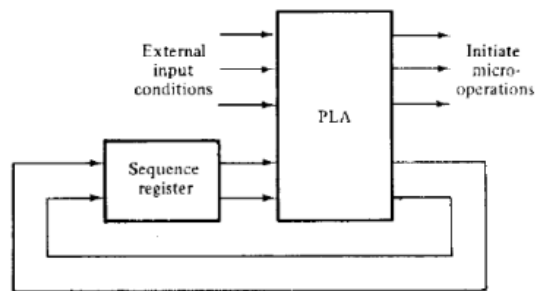 External
input
conditions
PLA
Initiate
micro-
operations
Sequence
register